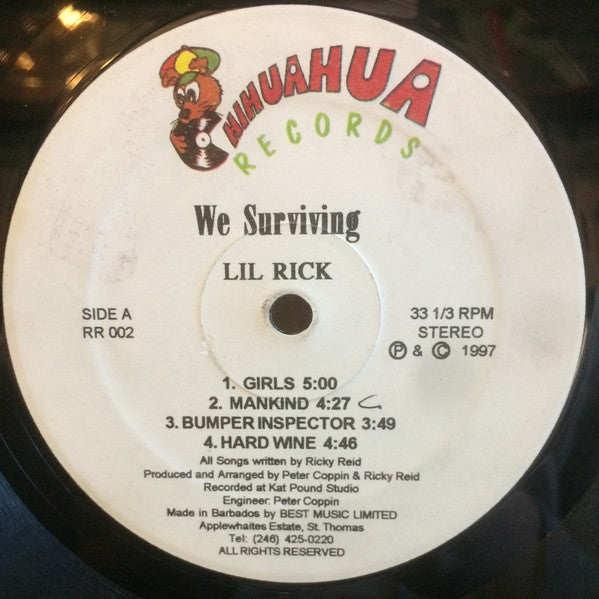 CHIHUAHUA
RECORDS
We Surviving
LIL RICK
SIDE A
RR 002
33 1/3 RPM
STEREO
Ⓟ & © 1997
1. GIRLS 5:00
2. MANKIND 4:27
3. BUMPER INSPECTOR 3:49
4. HARD WINE 4:46
All Songs written by Ricky Reid
Produced and Arranged by Peter Coppin & Ricky Reid
Recorded at Kat Pound Studio
Engineer: Peter Coppin
Made in Barbados by BEST MUSIC LIMITED
Applewhaites Estate, St. Thomas
Tel: (246) 425-0220
ALL RIGHTS RESERVED